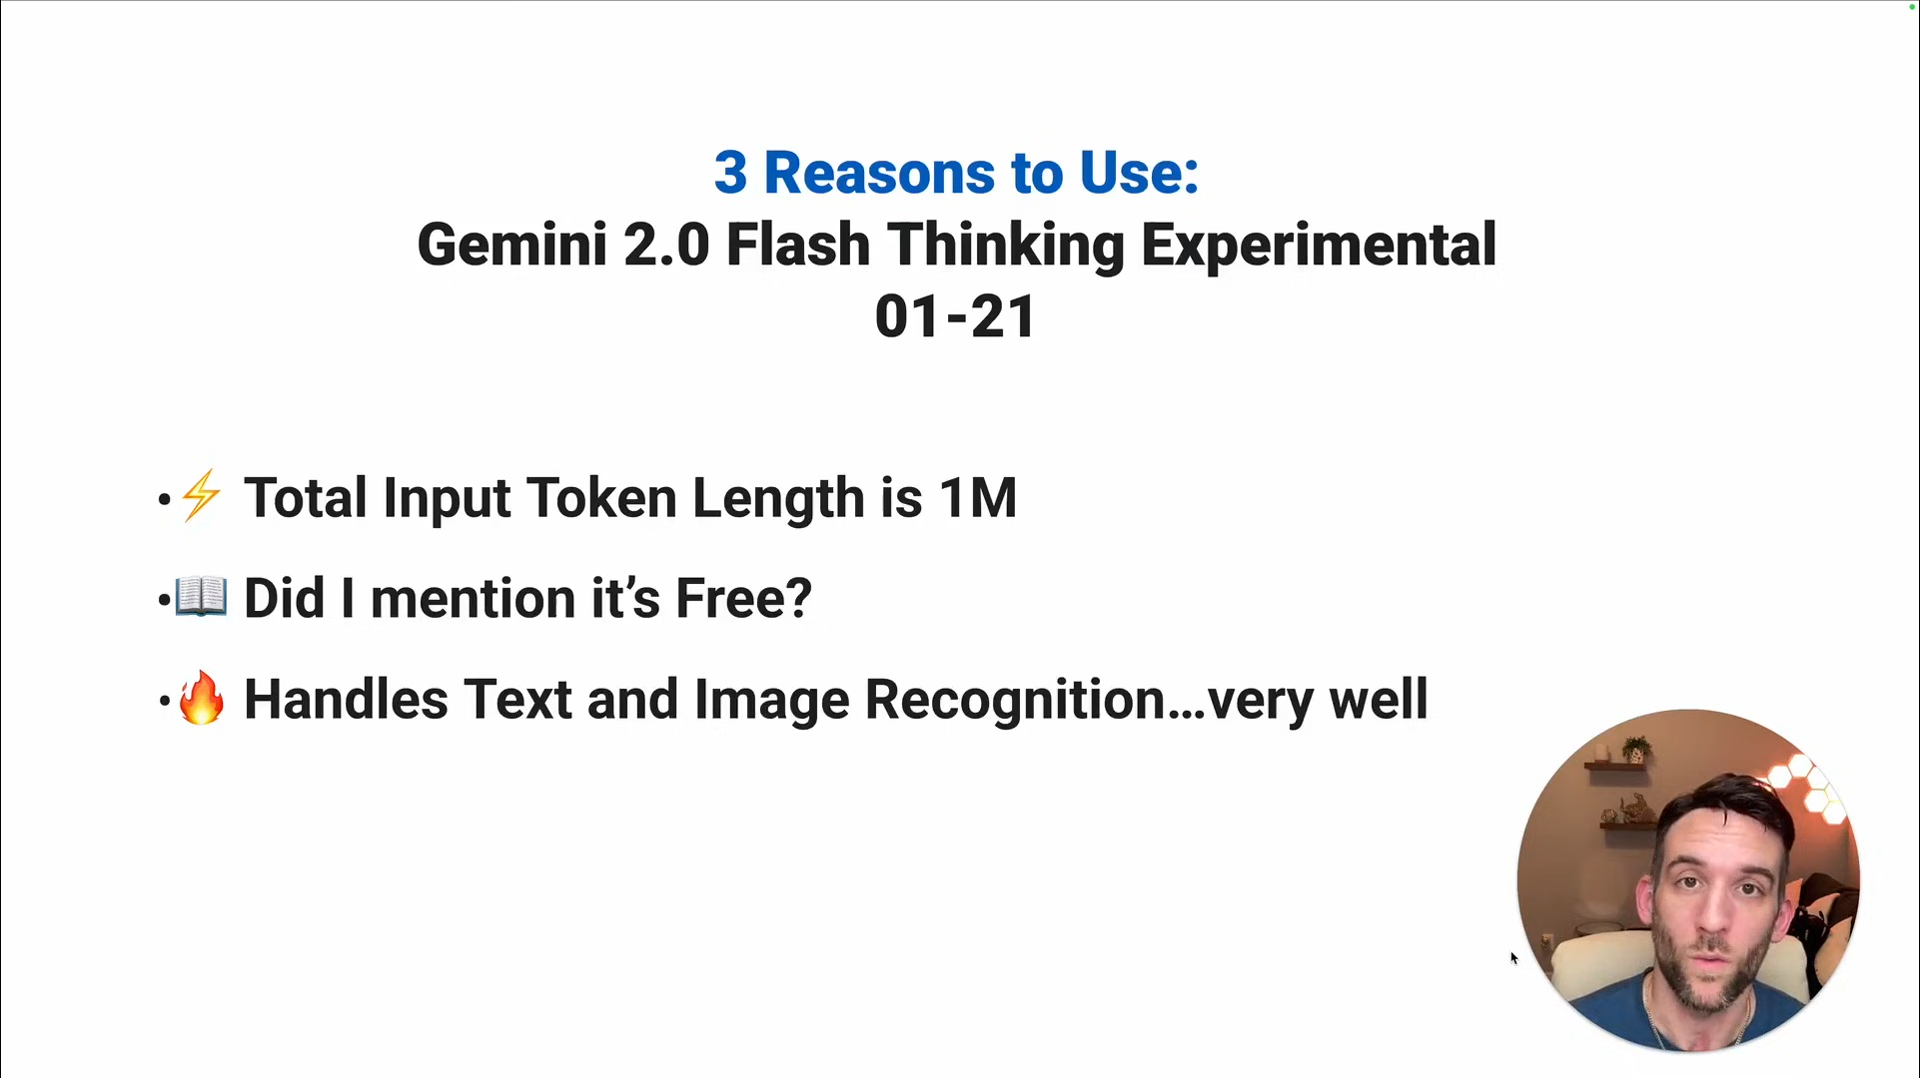 3 Reasons to Use:
Gemini 2.0 Flash Thinking Experimental
01-21
•⚡ Total Input Token Length is 1M
•📖 Did I mention it’s Free?
•🔥 Handles Text and Image Recognition...very well